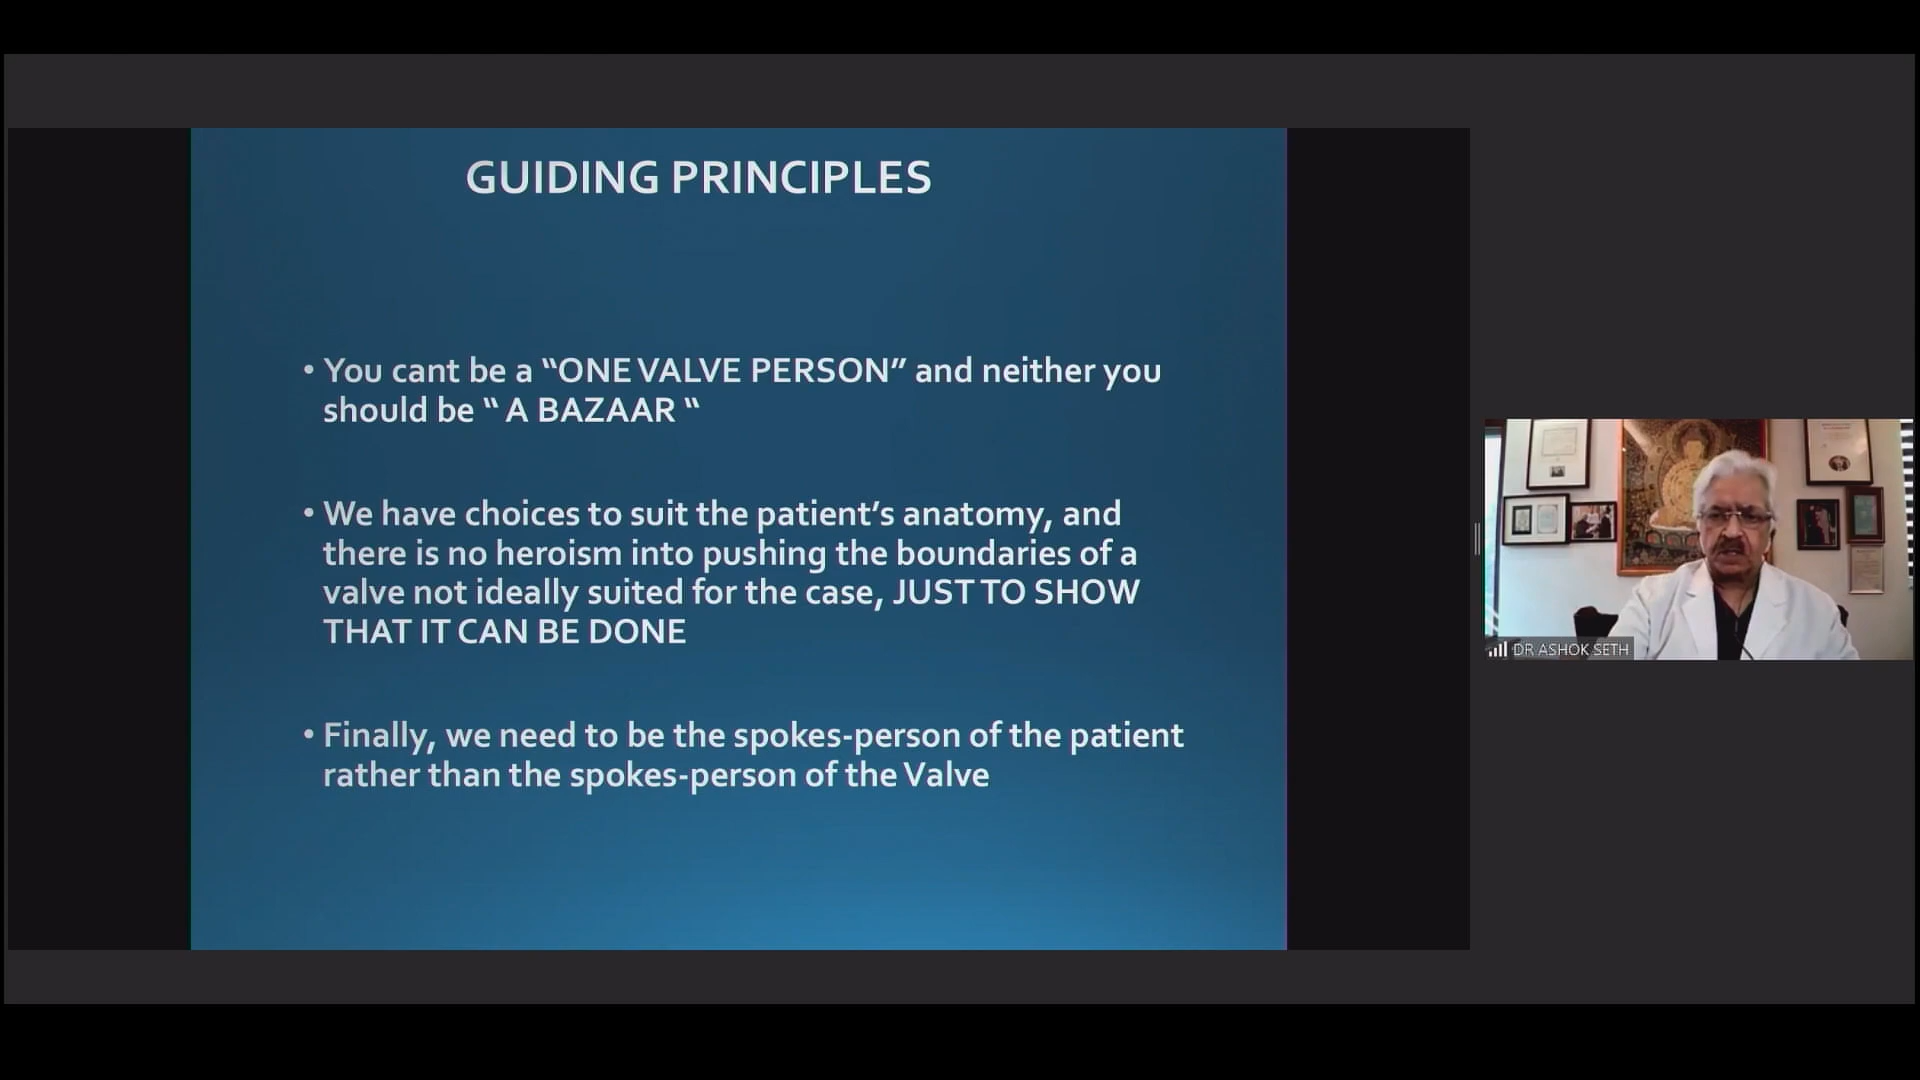 GUIDING PRINCIPLES
• You cant be a “ONE VALVE PERSON” and neither you
should be “ A BAZAAR “
• We have choices to suit the patient’s anatomy, and
there is no heroism into pushing the boundaries of a
valve not ideally suited for the case, JUST TO SHOW
THAT IT CAN BE DONE
• Finally, we need to be the spokes-person of the patient
rather than the spokes-person of the Valve
DR ASHOK SETH